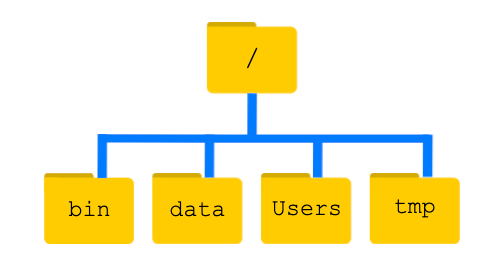 /
bin
data
Users
tmp